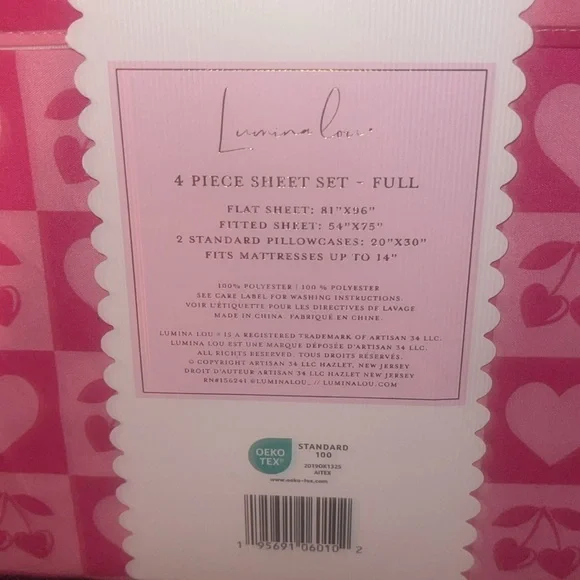 Lumina lou
4 PIECE SHEET SET - FULL
FLAT SHEET: 81"X96"
FITTED SHEET: 54"X75"
2 STANDARD PILLOWCASES: 20"X30"
FITS MATTRESSES UP TO 14"
100% POLYESTER | 100 % POLYESTER
SEE CARE LABEL FOR WASHING INSTRUCTIONS.
VOIR L'ÉTIQUETTE POUR LES DIRECTIVES DE LAVAGE
MADE IN CHINA. FABRIQUÉ EN CHINE.
LUMINA LOU ® IS A REGISTERED TRADEMARK OF ARTISAN 34 LLC.
LUMINA LOU EST UNE MARQUE DÉPOSÉE D'ARTISAN 34 LLC.
ALL RIGHTS RESERVED. TOUS DROITS RÉSERVÉS.
© COPYRIGHT ARTISAN 34 LLC HAZLET, NEW JERSEY
DROIT D'AUTEUR ARTISAN 34 LLC HAZLET NEW JERSEY
RN#156241 @LUMINALOU_ // LUMINALOU.COM
OEKO
TEX®
STANDARD
100
2019OK1325
AITEX
www.oeko-tex.com
1 95691 06010 2